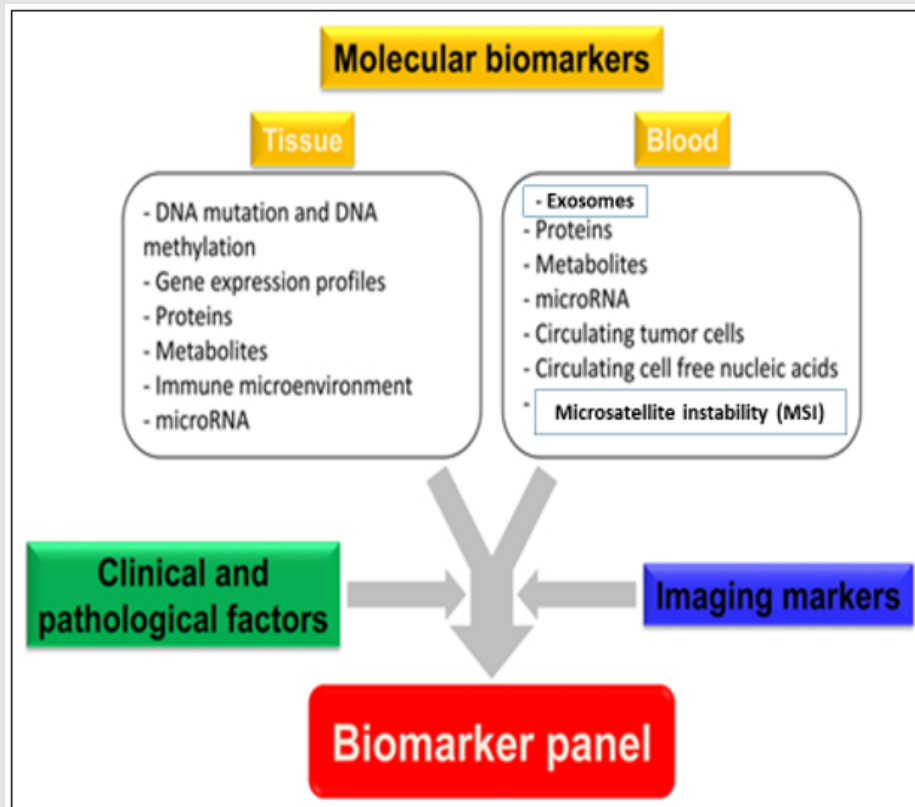 Molecular biomarkers
Tissue
- DNA mutation and DNA
methylation
- Gene expression profiles
- Proteins
- Metabolites
- Immune microenvironment
- microRNA
Blood
- Exosomes
- Proteins
- Metabolites
- microRNA
- Circulating tumor cells
- Circulating cell free nucleic acids
- Microsatellite instability (MSI)
Clinical and
pathological factors
Imaging markers
Biomarker panel